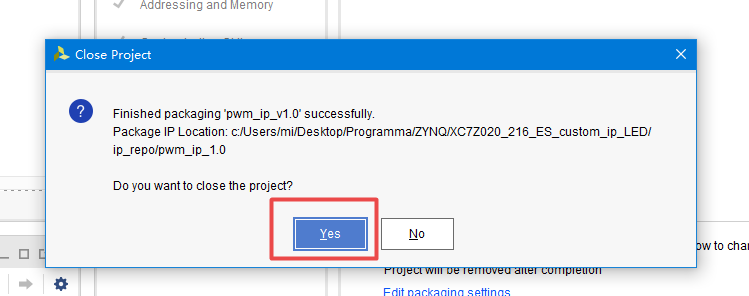 Addressing and Memory
Close Project
Finished packaging 'pwm_ip_v1.0' successfully.
Package IP Location: c:/Users/mi/Desktop/Programma/ZYNQ/XC7Z020_216_ES_custom_ip_LED/
ip_repo/pwm_ip_1.0
Do you want to close the project?
Yes
No
ow to chan
Project will be removed after completion
Edit packaging settings